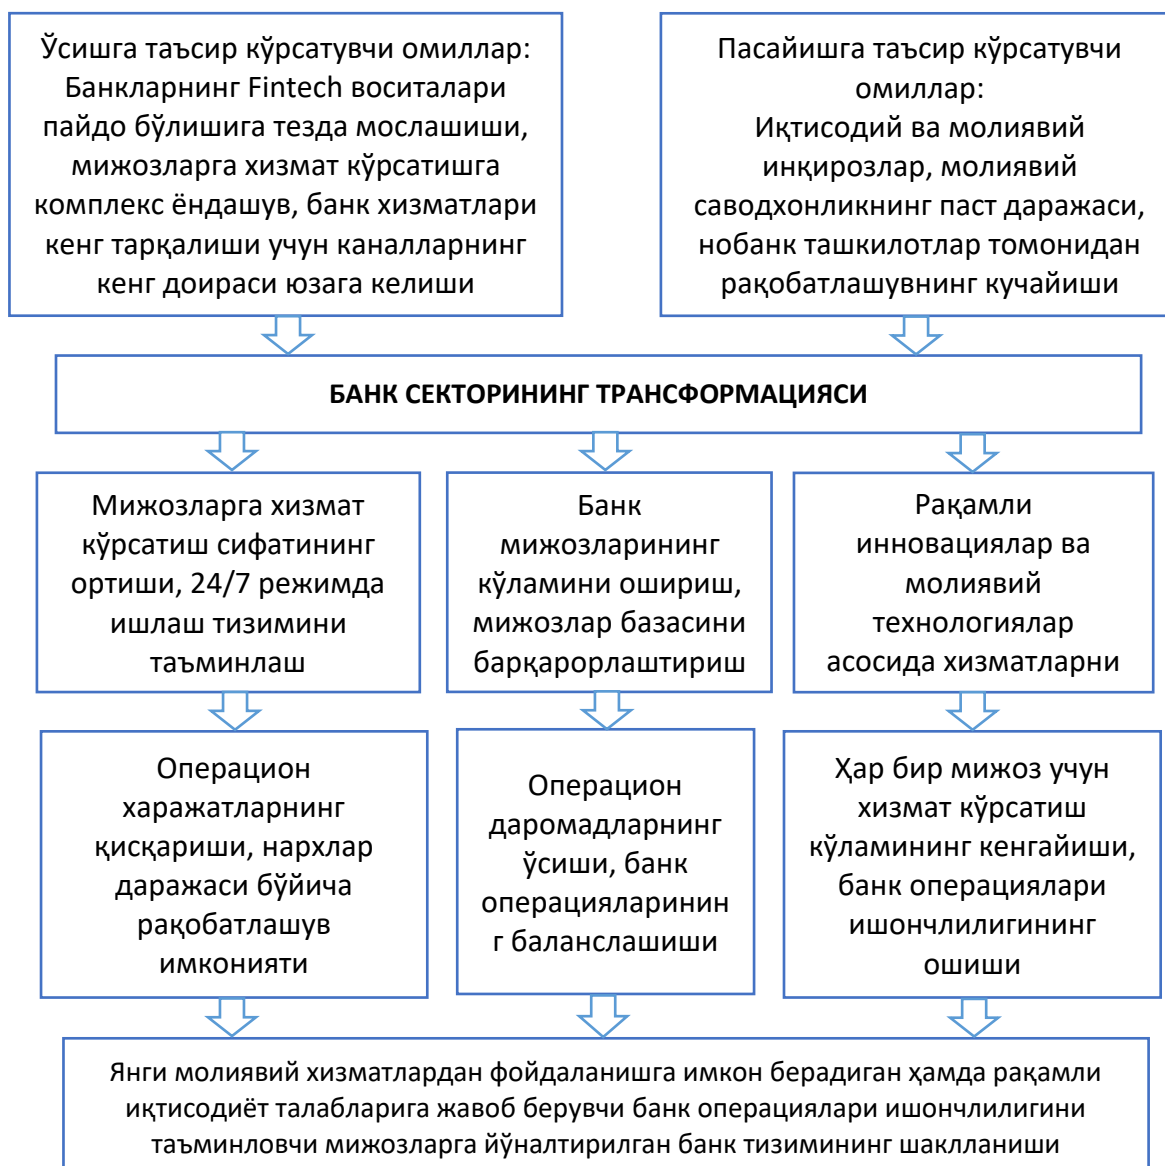 Ўсишга таъсир кўрсатувчи омиллар:
Банкларнинг Fintech воситалари
пайдо бўлишига тезда мослашиши,
мижозларга хизмат кўрсатишга
комплекс ёндашув, банк хизматлари
кенг тарқалиши учун каналларнинг
кенг доираси юзага келиши
Пасайишга таъсир кўрсатувчи
омиллар:
Иқтисодий ва молиявий
инқирозлар, молиявий
саводхонликнинг паст даражаси,
нобанк ташкилотлар томонидан
рақобатлашувнинг кучайиши
БАНК СЕКТОРИНИНГ ТРАНСФОРМАЦИЯСИ
Мижозларга хизмат
кўрсатиш сифатининг
ортиши, 24/7 режимда
ишлаш тизимини
таъминлаш
Банк
мижозларининг
кўламини ошириш,
мижозлар базасини
барқарорлаштириш
Рақамли
инновациялар ва
молиявий
технологиялар
асосида хизматларни
Операцион
харажатларнинг
қисқариши, нархлар
даражаси бўйича
рақобатлашув
имконияти
Операцион
даромадларнинг
ўсиши, банк
операцияларинин
г баланслашиши
Ҳар бир мижоз учун
хизмат кўрсатиш
кўламининг кенгайиши,
банк операциялари
ишончлилигининг
ошиши
Янги молиявий хизматлардан фойдаланишга имкон берадиган ҳамда рақамли
иқтисодиёт талабларига жавоб берувчи банк операциялари ишончлилигини
таъминловчи мижозларга йўналтирилган банк тизимининг шаклланиши